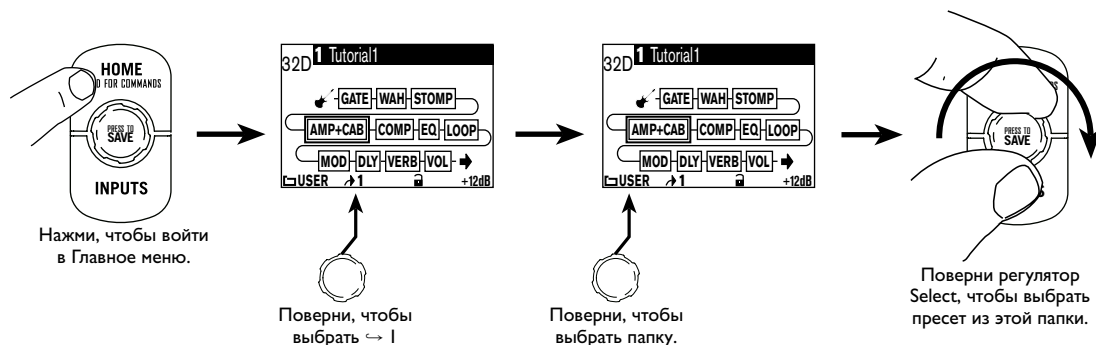 HOME
D FOR COMMANDS
PRESS TO
SAVE
INPUTS
Нажми, чтобы войти
в Главное меню.
32D 1 Tutorial1
GATE WAH STOMP
AMP+CAB COMP EQ LOOP
MOD DLY VERB VOL
USER 1 +12dB
Поверни, чтобы
выбрать ↪ 1
32D 1 Tutorial1
GATE WAH STOMP
AMP+CAB COMP EQ LOOP
MOD DLY VERB VOL
USER 1 +12dB
Поверни, чтобы
выбрать папку.
PRESS TO
SAVE
Поверни регулятор
Select, чтобы выбрать
пресет из этой папки.